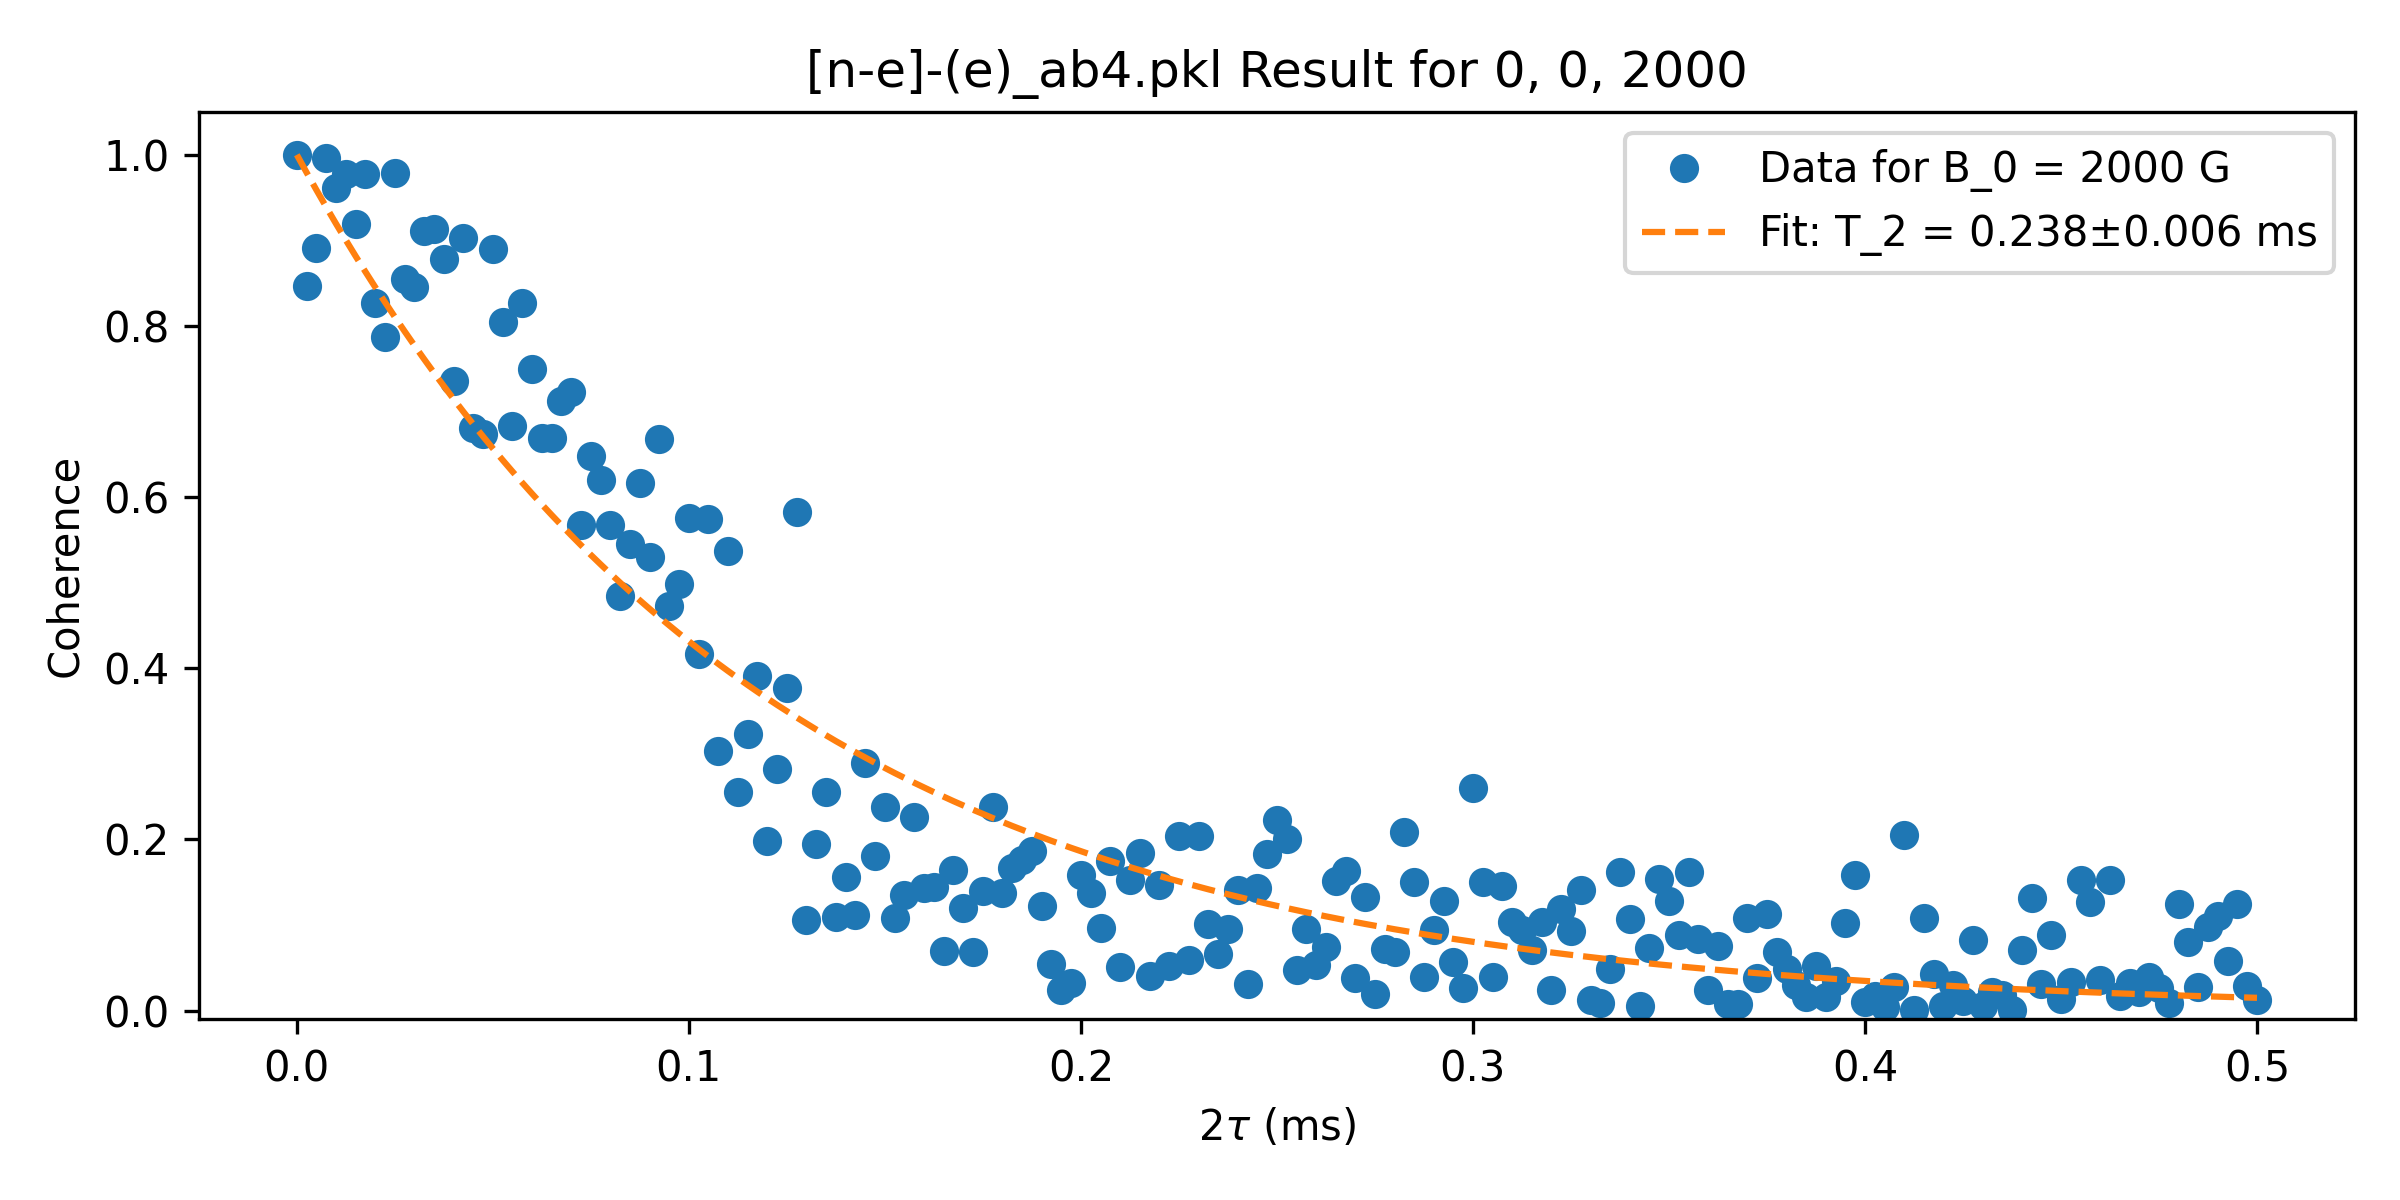 [n-e]-(e)_ab4.pkl Result for 0, 0, 2000
Data for B_0 = 2000 G
Fit: T_2 = 0.238±0.006 ms
Coherence
1.0
0.8
0.6
0.4
0.2
0.0
0.0 0.1 0.2 0.3 0.4 0.5
2τ (ms)